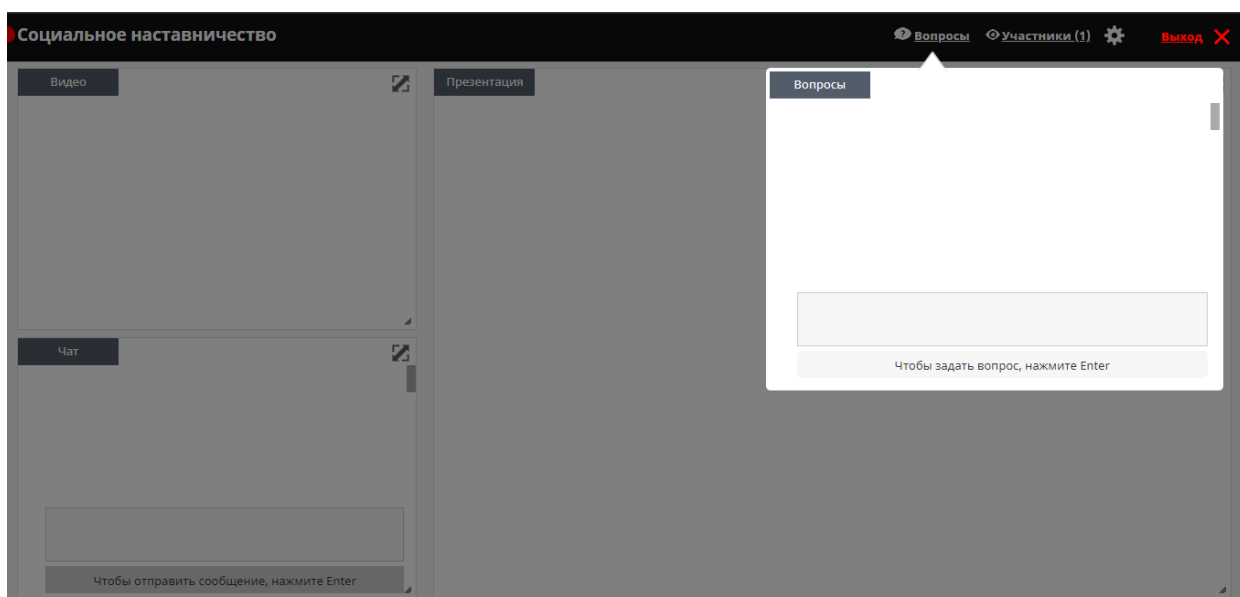 Социальное наставничество
Вопросы
Участники (1)
Выход
Видео
Презентация
Вопросы
Чтобы задать вопрос, нажмите Enter
Чат
Чтобы отправить сообщение, нажмите Enter